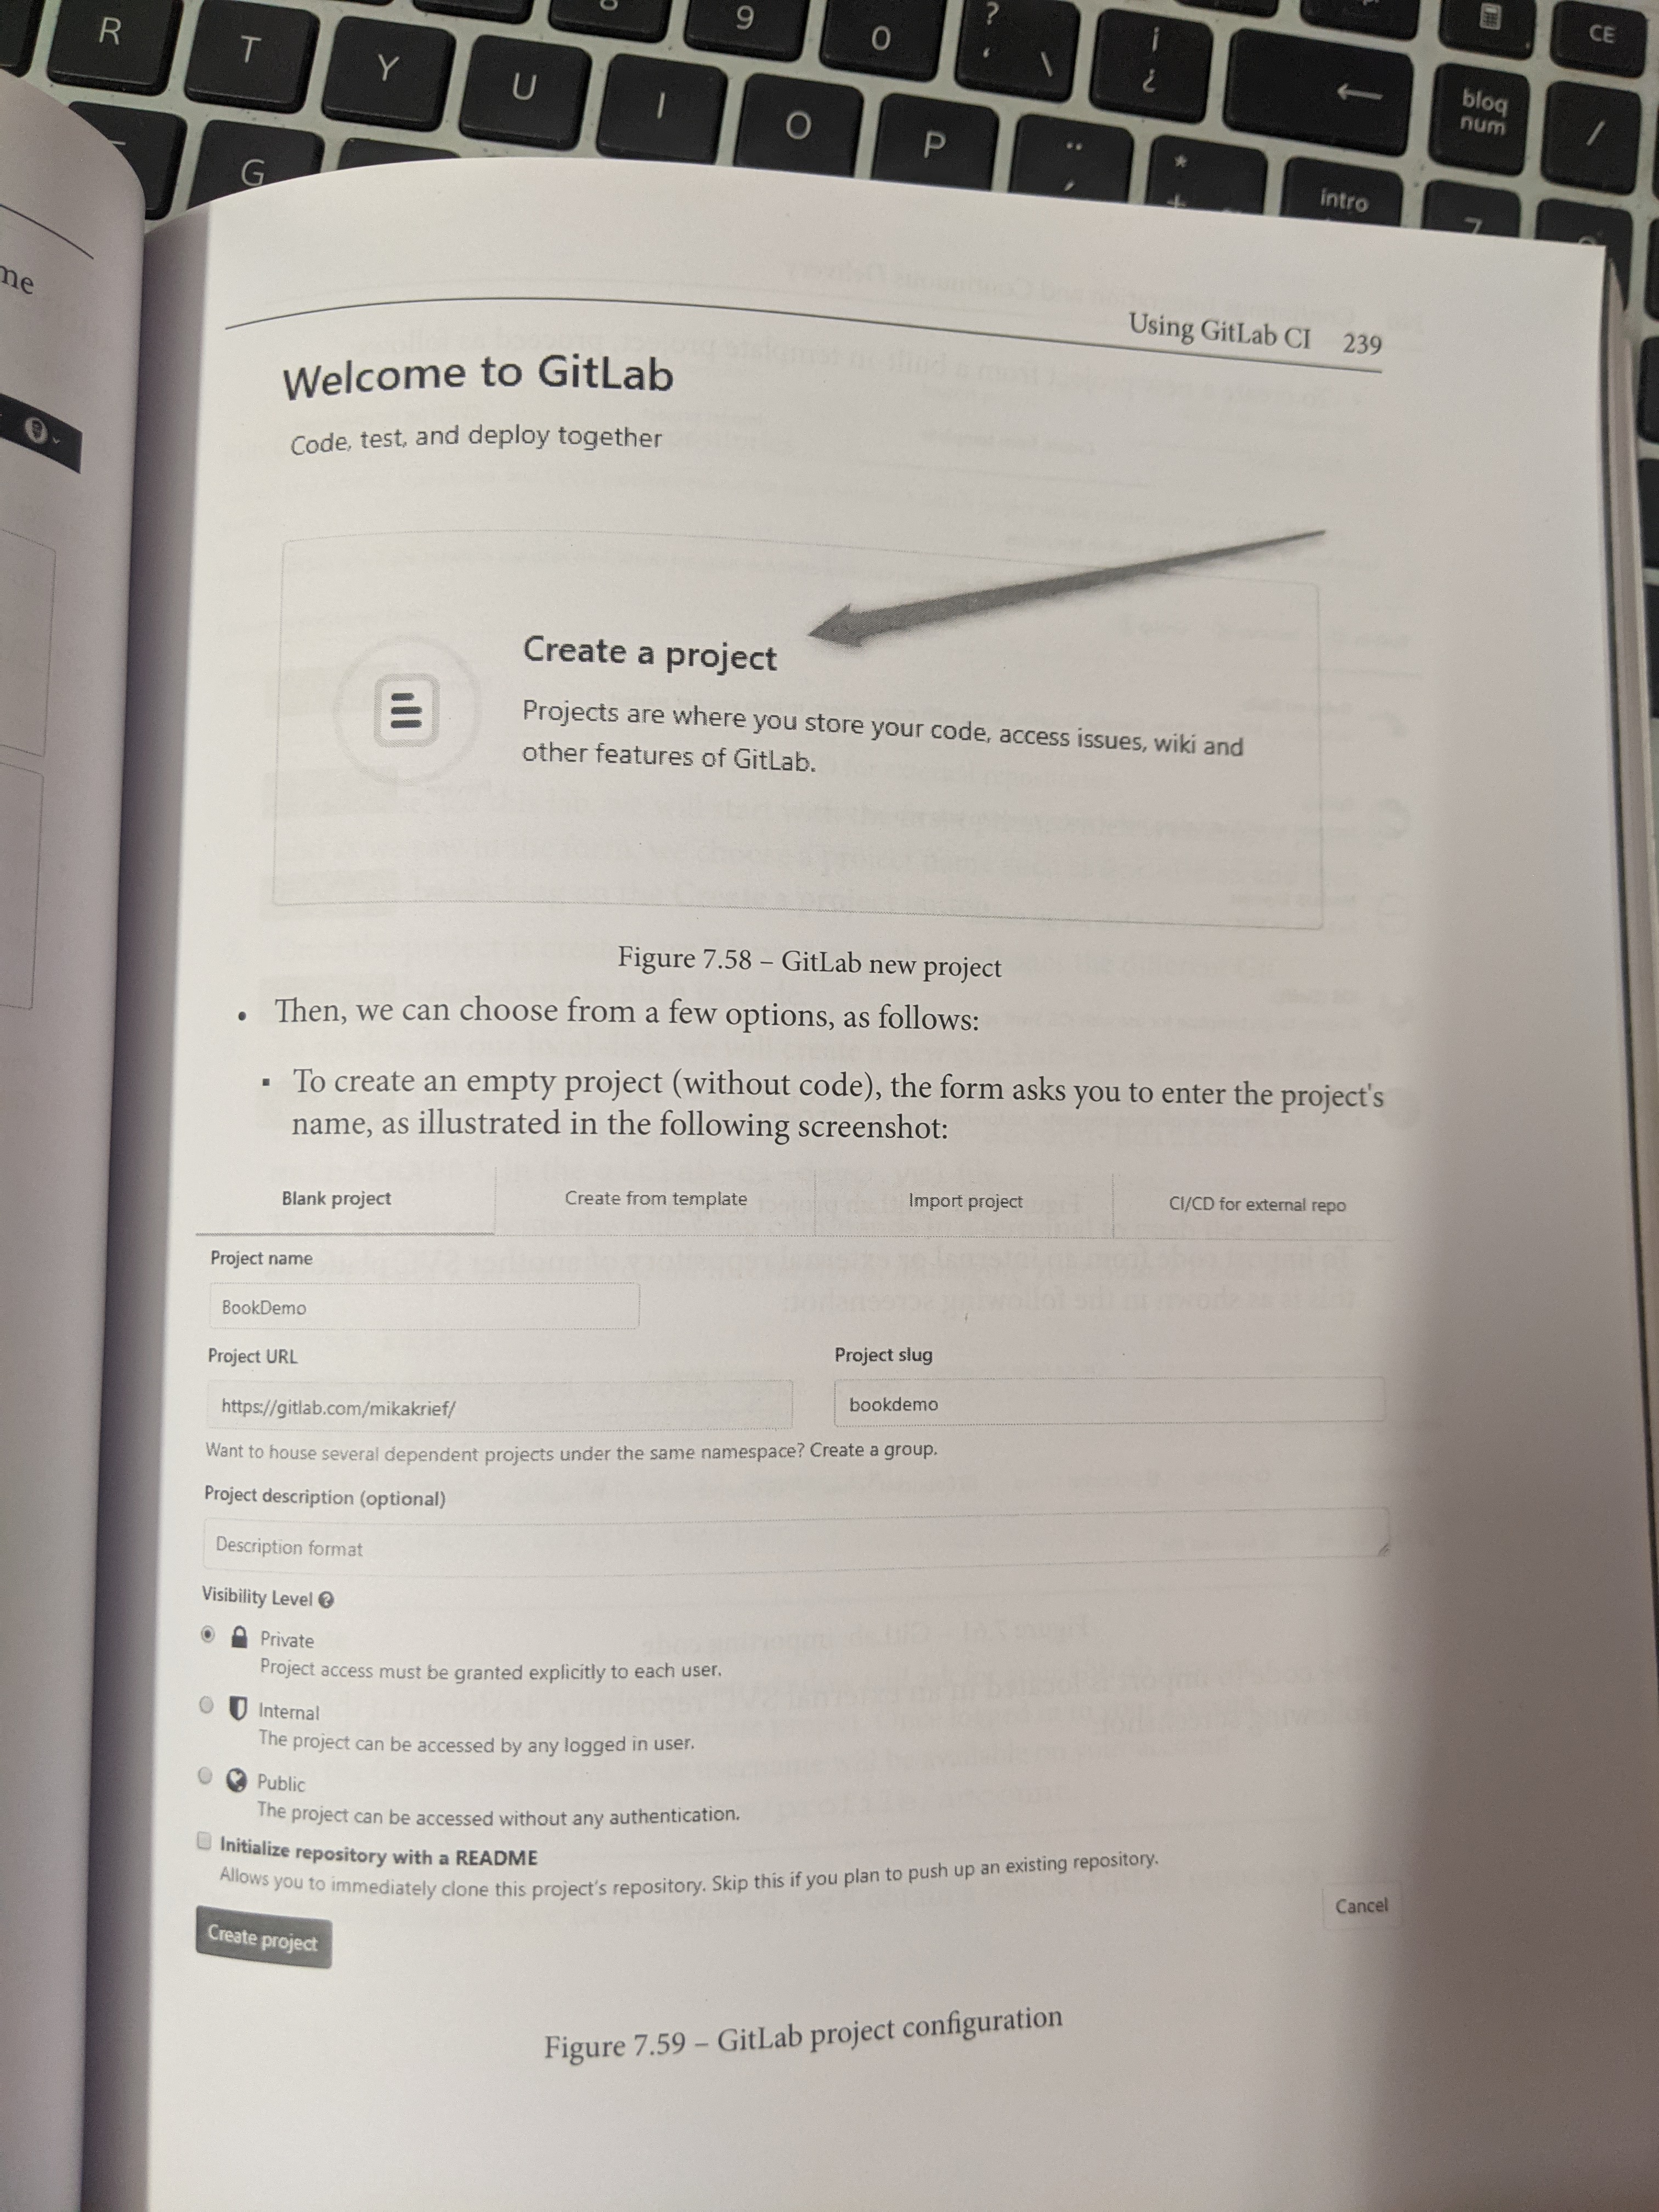 R T Y U I O P
9 0 ? ' \ ¡ ¿ ← CE
bloq
num
/
G
¨
*
+
intro
7
me
Using GitLab CI 239
Welcome to GitLab
Code, test, and deploy together
Create a project
Projects are where you store your code, access issues, wiki and
other features of GitLab.
Figure 7.58 – GitLab new project
• Then, we can choose from a few options, as follows:
▪ To create an empty project (without code), the form asks you to enter the project's
name, as illustrated in the following screenshot:
Blank project Create from template Import project CI/CD for external repo
Project name
BookDemo
Project URL Project slug
https://gitlab.com/mikakrief/ bookdemo
Want to house several dependent projects under the same namespace? Create a group.
Project description (optional)
Description format
Visibility Level ?
Private
Project access must be granted explicitly to each user.
Internal
The project can be accessed by any logged in user.
Public
The project can be accessed without any authentication.
Initialize repository with a README
Allows you to immediately clone this project's repository. Skip this if you plan to push up an existing repository.
Create project Cancel
Figure 7.59 – GitLab project configuration